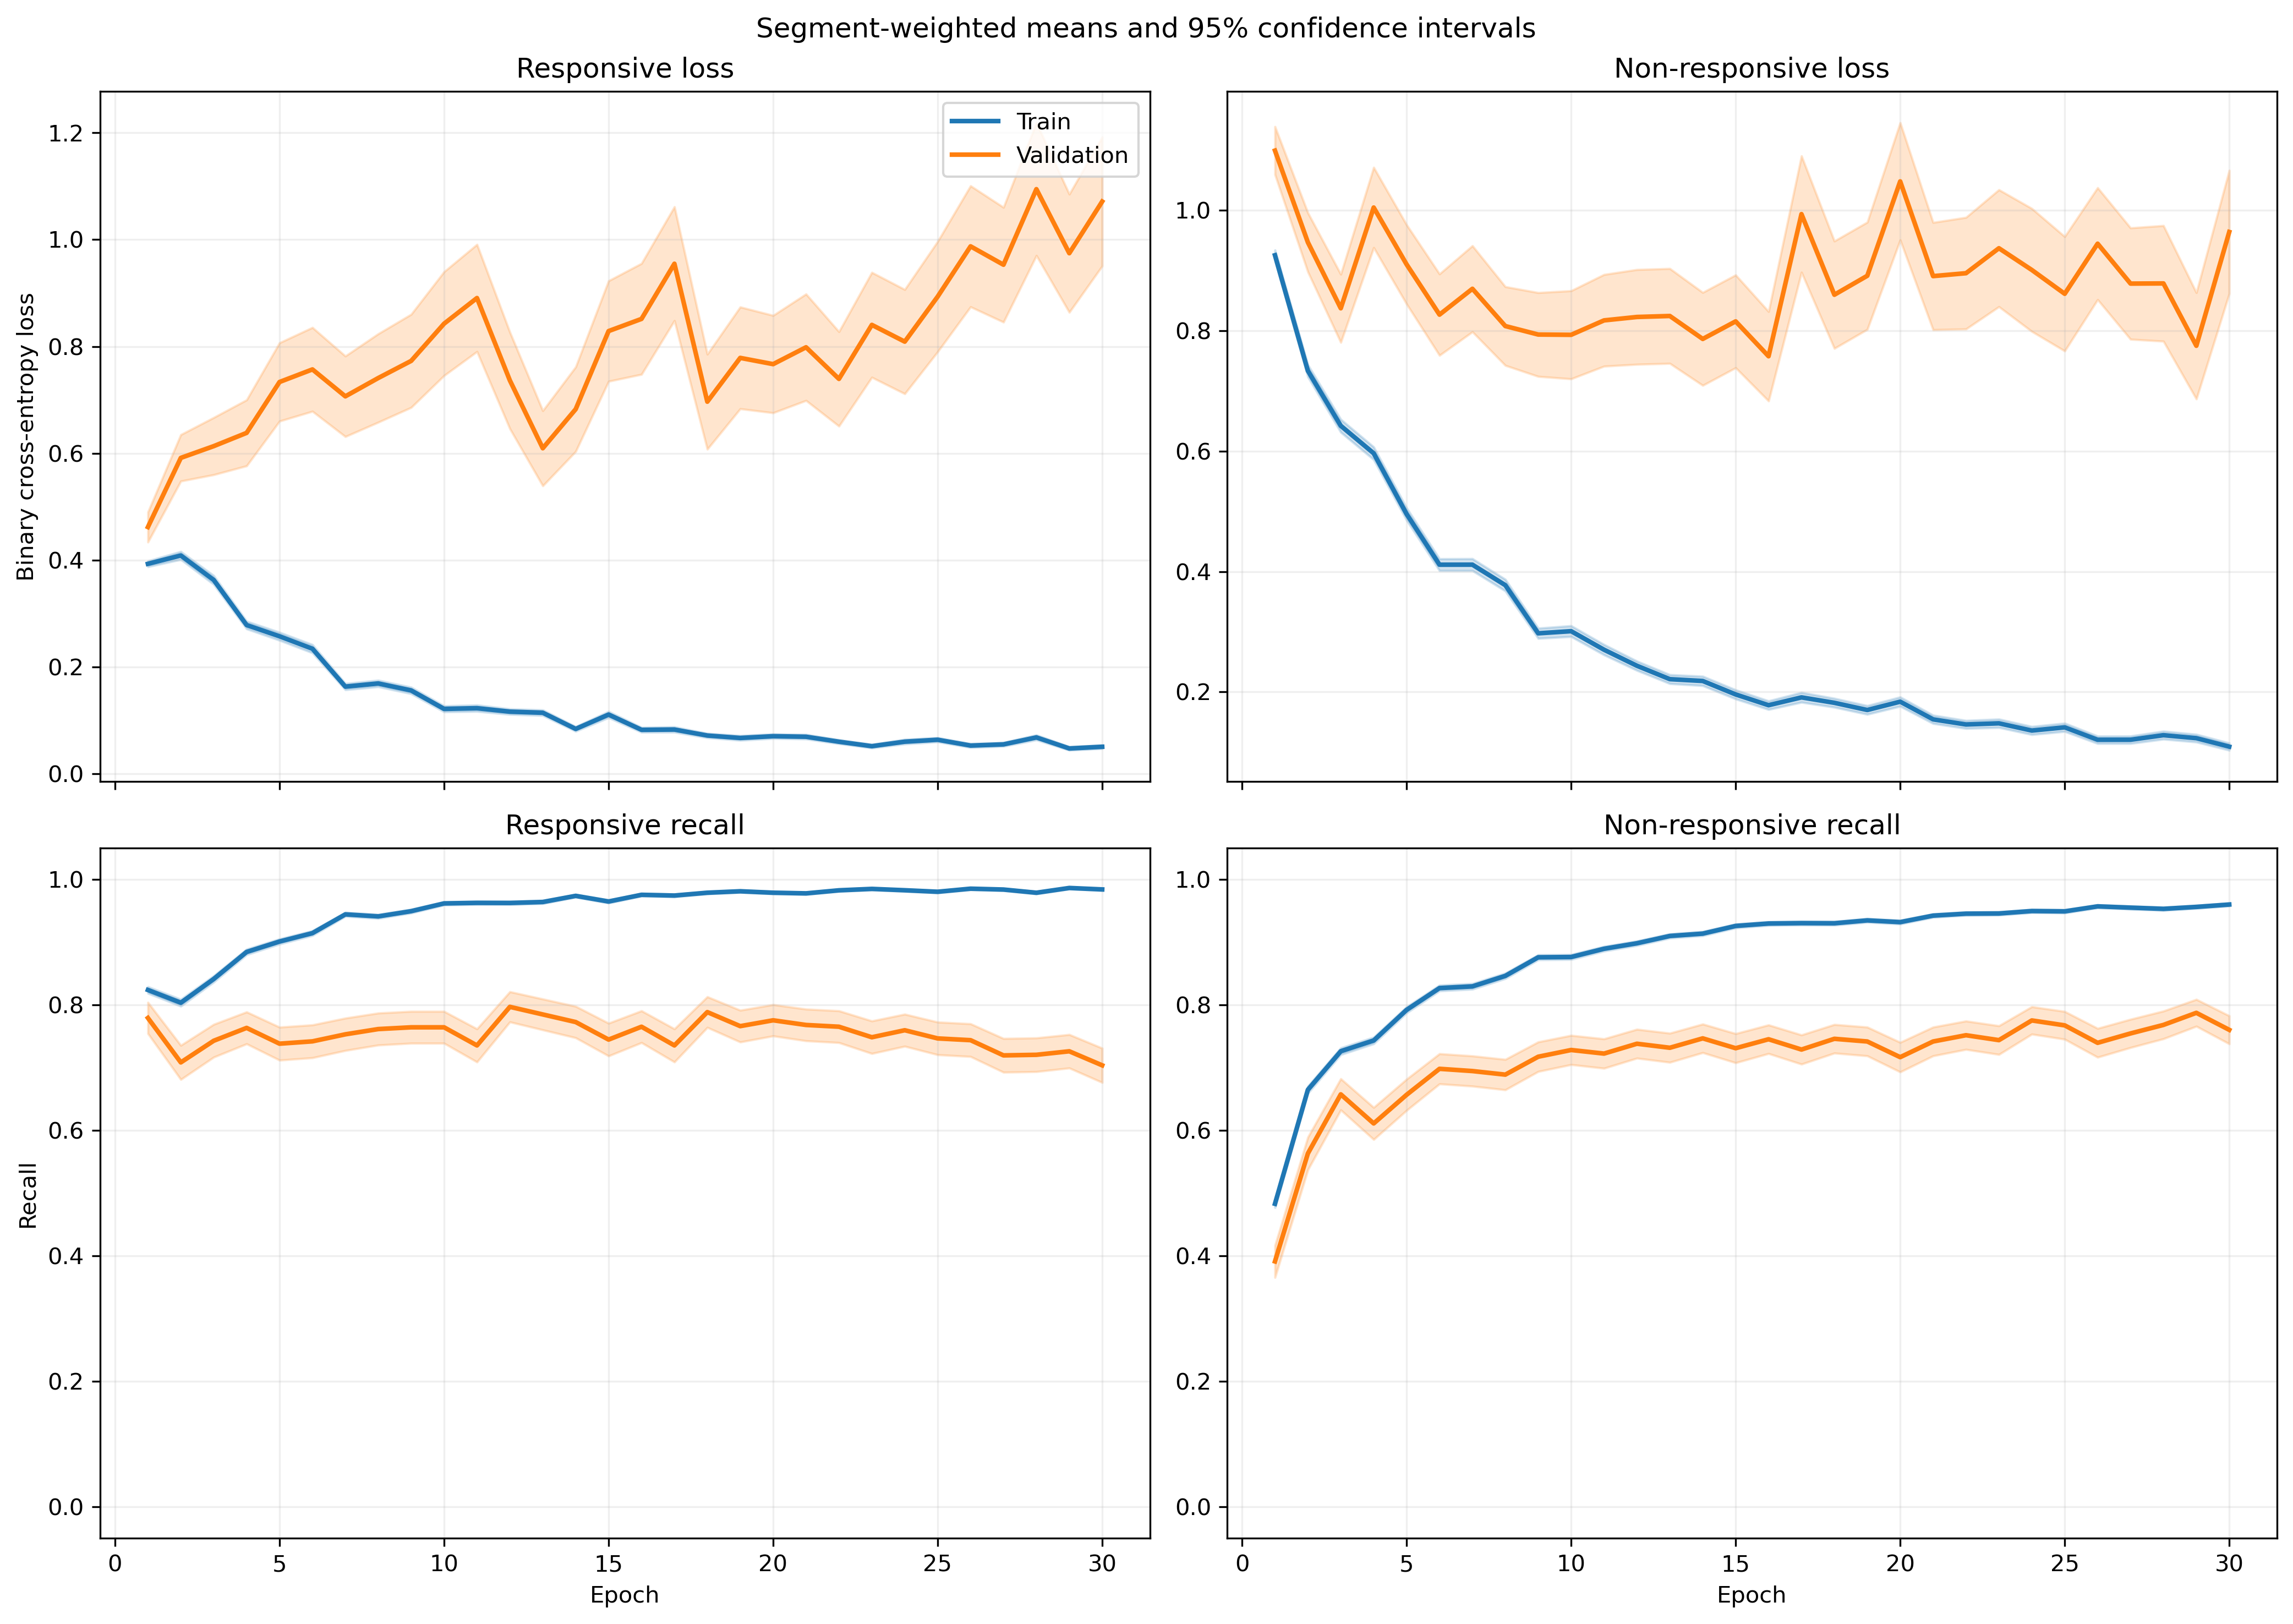 Segment-weighted means and 95% confidence intervals
Responsive loss
Non-responsive loss
Train
Validation
Binary cross-entropy loss
1.2
1.0
0.8
0.6
0.4
0.2
0.0
1.0
0.8
0.6
0.4
0.2
Responsive recall
Non-responsive recall
Recall
1.0
0.8
0.6
0.4
0.2
0.0
0 5 10 15 20 25 30
Epoch
1.0
0.8
0.6
0.4
0.2
0.0
0 5 10 15 20 25 30
Epoch